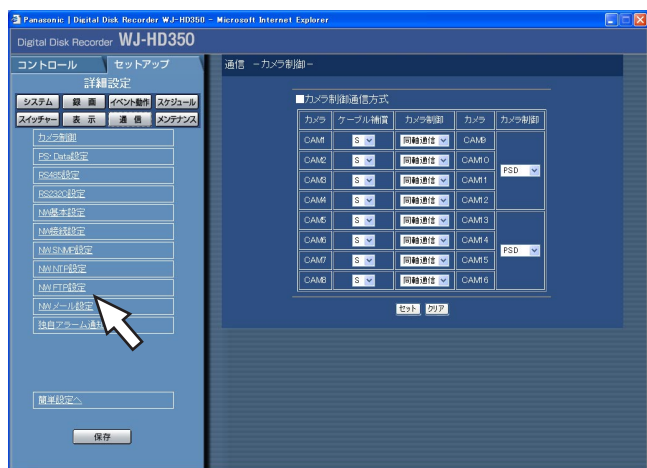 Panasonic | Digital Disk Recorder WJ-HD350 - Microsoft Internet Explorer
Digital Disk Recorder WJ-HD350
コントロール セットアップ
詳細設定
システム 録 画 イベント動作 スケジュール
スイッチャー 表 示 通 信 メンテナンス
カメラ制御
PS・Data設定
RS485設定
RS232C設定
NW基本設定
NW接続設定
NW SNMP設定
NW NTP設定
NW FTP設定
NWメール設定
独自アラーム通
簡単設定へ
保存
通信 -カメラ制御-
■カメラ制御通信方式
カメラ ケーブル補償 カメラ制御 カメラ カメラ制御
CAM1 S 同軸通信 CAM9 PSD
CAM2 S 同軸通信 CAM10
CAM3 S 同軸通信 CAM11
CAM4 S 同軸通信 CAM12
CAM5 S 同軸通信 CAM13 PSD
CAM6 S 同軸通信 CAM14
CAM7 S 同軸通信 CAM15
CAM8 S 同軸通信 CAM16
セット クリア